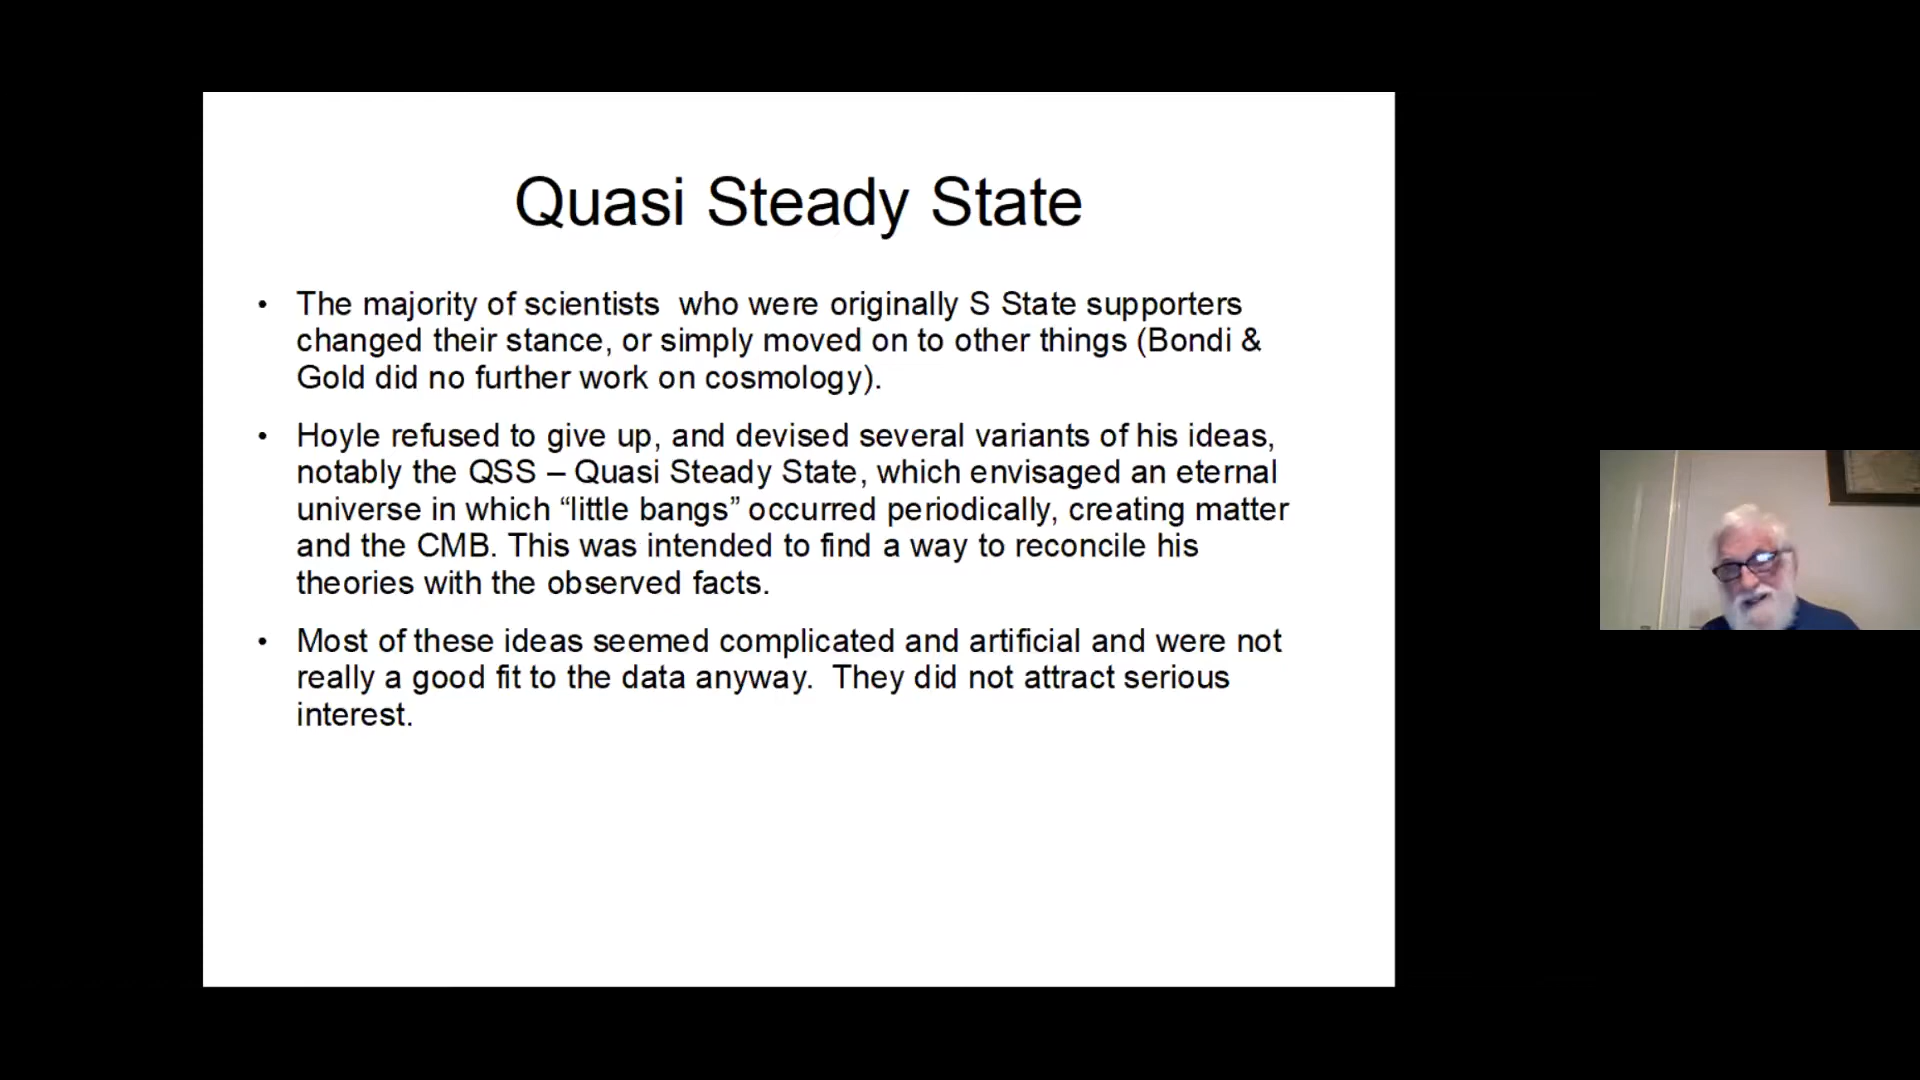 Quasi Steady State
• The majority of scientists  who were originally S State supporters
changed their stance, or simply moved on to other things (Bondi &
Gold did no further work on cosmology).
• Hoyle refused to give up, and devised several variants of his ideas,
notably the QSS – Quasi Steady State, which envisaged an eternal
universe in which “little bangs” occurred periodically, creating matter
and the CMB. This was intended to find a way to reconcile his
theories with the observed facts.
• Most of these ideas seemed complicated and artificial and were not
really a good fit to the data anyway.  They did not attract serious
interest.